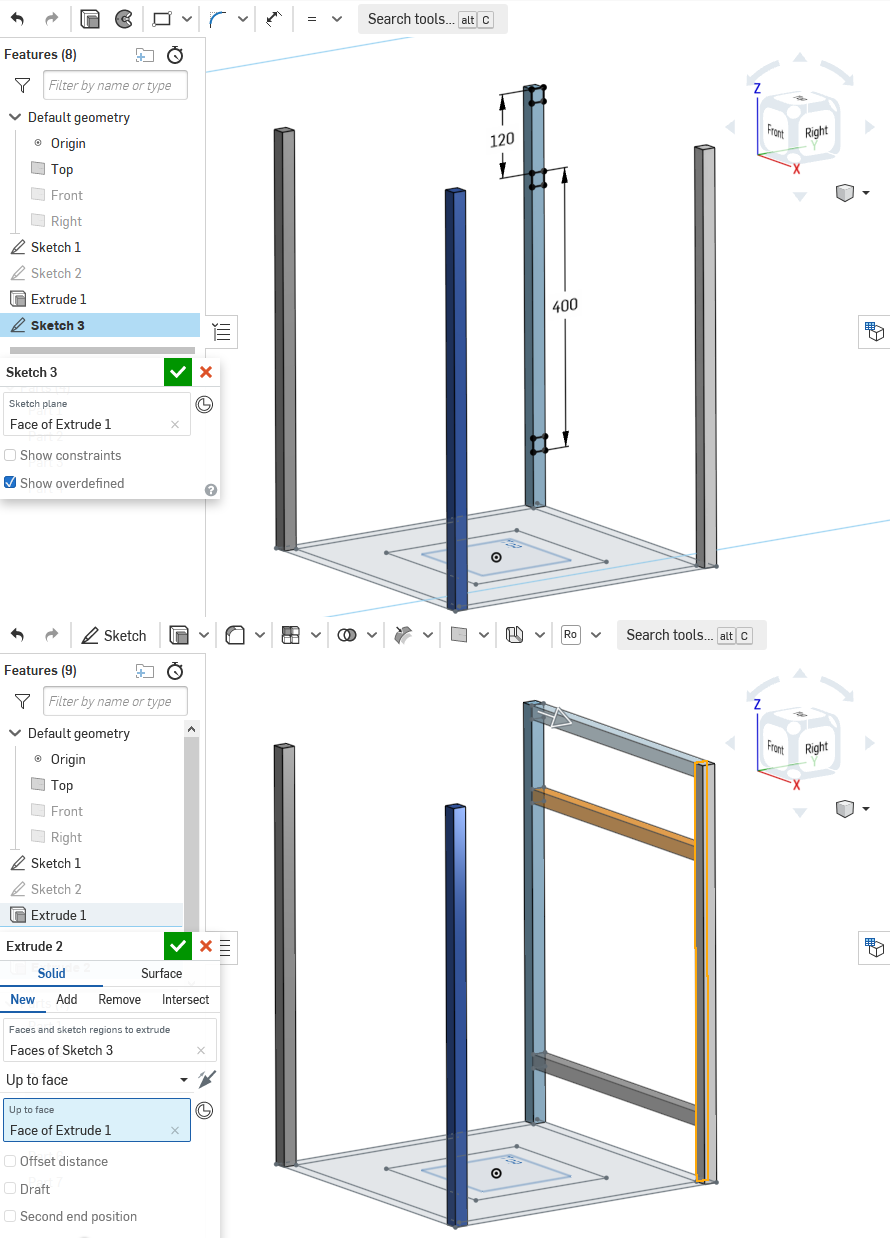 Search tools... alt C
Features (8)
Filter by name or type
Default geometry
Origin
Top
Front
Right
Sketch 1
Sketch 2
Extrude 1
Sketch 3
Sketch 3
Sketch plane
Face of Extrude 1
Show constraints
Show overdefined
120
400
Z
Front
Right
Y
X
Sketch
Ro
Search tools... alt C
Features (9)
Filter by name or type
Default geometry
Origin
Top
Front
Right
Sketch 1
Sketch 2
Extrude 1
Extrude 2
Solid Surface
New Add Remove Intersect
Faces and sketch regions to extrude
Faces of Sketch 3
Up to face
Up to face
Face of Extrude 1
Offset distance
Draft
Second end position
Z
Front
Right
Y
X